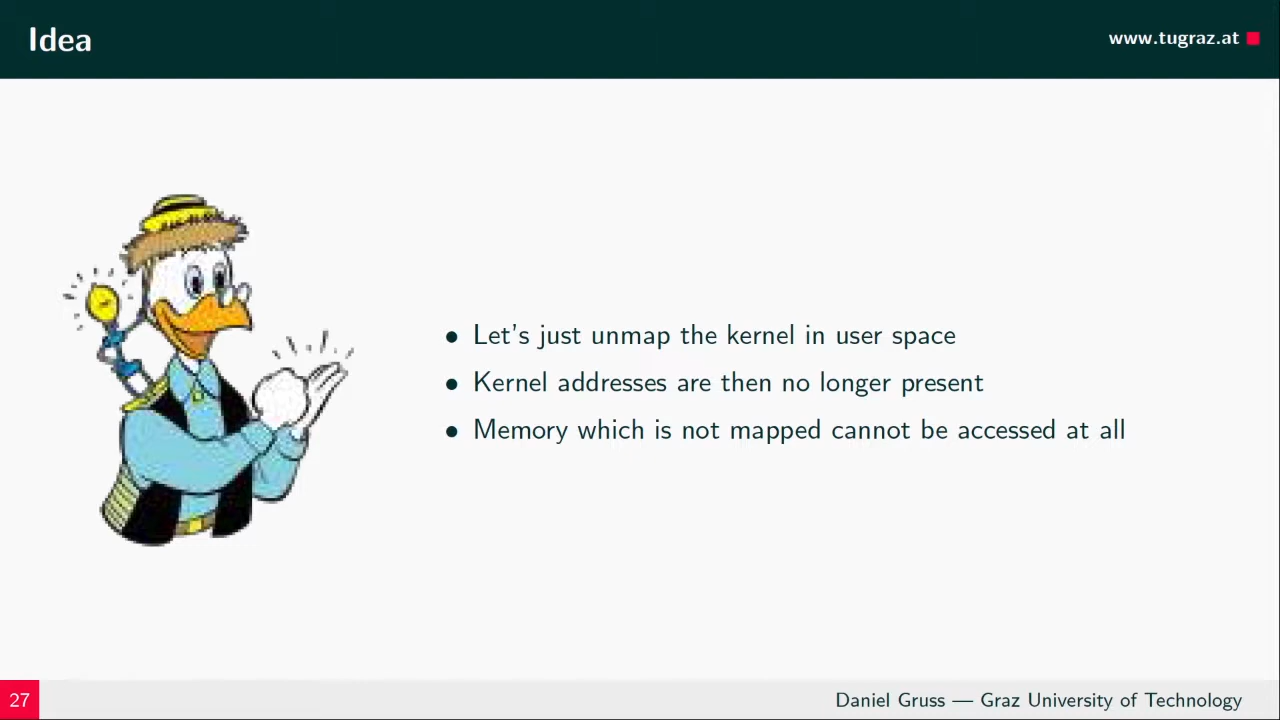 Idea
www.tugraz.at
• Let's just unmap the kernel in user space
• Kernel addresses are then no longer present
• Memory which is not mapped cannot be accessed at all
27
Daniel Gruss — Graz University of Technology